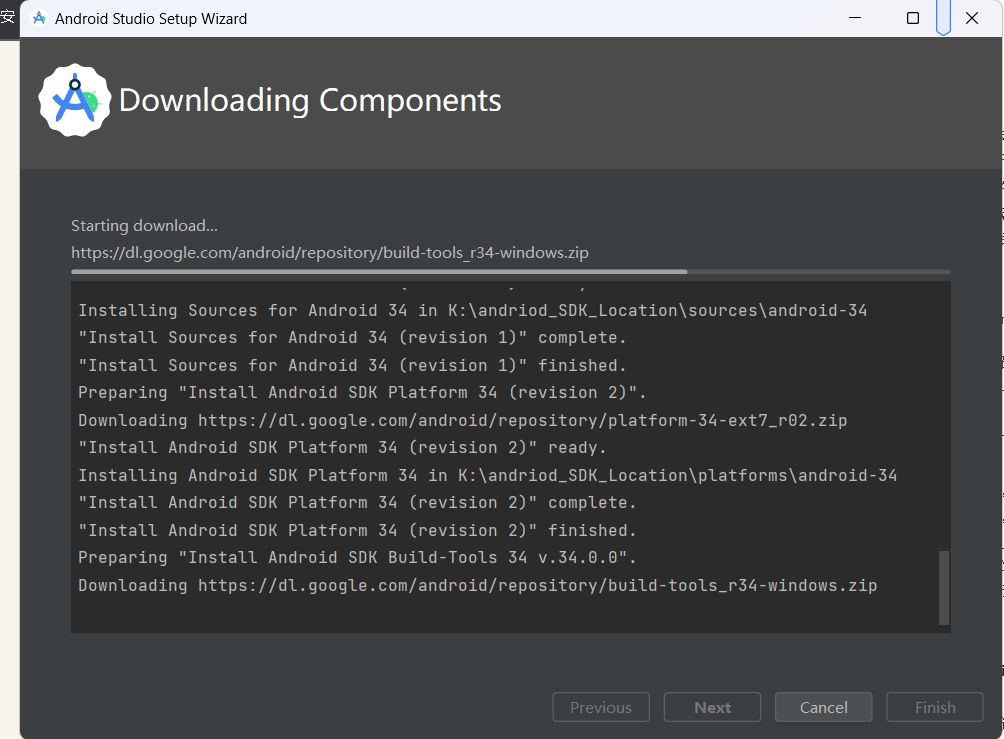 安
Android Studio Setup Wizard
Downloading Components
Starting download...
https://dl.google.com/android/repository/build-tools_r34-windows.zip
Installing Sources for Android 34 in K:\andriod_SDK_Location\sources\android-34
"Install Sources for Android 34 (revision 1)" complete.
"Install Sources for Android 34 (revision 1)" finished.
Preparing "Install Android SDK Platform 34 (revision 2)".
Downloading https://dl.google.com/android/repository/platform-34-ext7_r02.zip
"Install Android SDK Platform 34 (revision 2)" ready.
Installing Android SDK Platform 34 in K:\andriod_SDK_Location\platforms\android-34
"Install Android SDK Platform 34 (revision 2)" complete.
"Install Android SDK Platform 34 (revision 2)" finished.
Preparing "Install Android SDK Build-Tools 34 v.34.0.0".
Downloading https://dl.google.com/android/repository/build-tools_r34-windows.zip
Previous
Next
Cancel
Finish